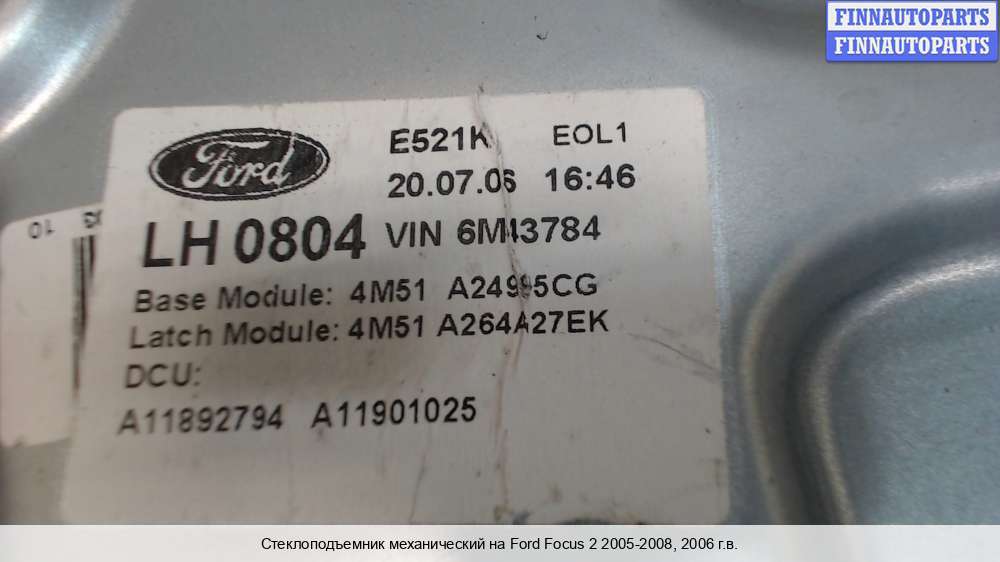 FINNAUTOPARTS
FINNAUTOPARTS
Ford
E521K EOL1
20.07.06 16:46
LH 0804 VIN 6M43784
Base Module: 4M51 A24995CG
Latch Module: 4M51 A264A27EK
DCU:
A11892794 A11901025
10
Стеклоподъемник механический на Ford Focus 2 2005-2008, 2006 г.в.